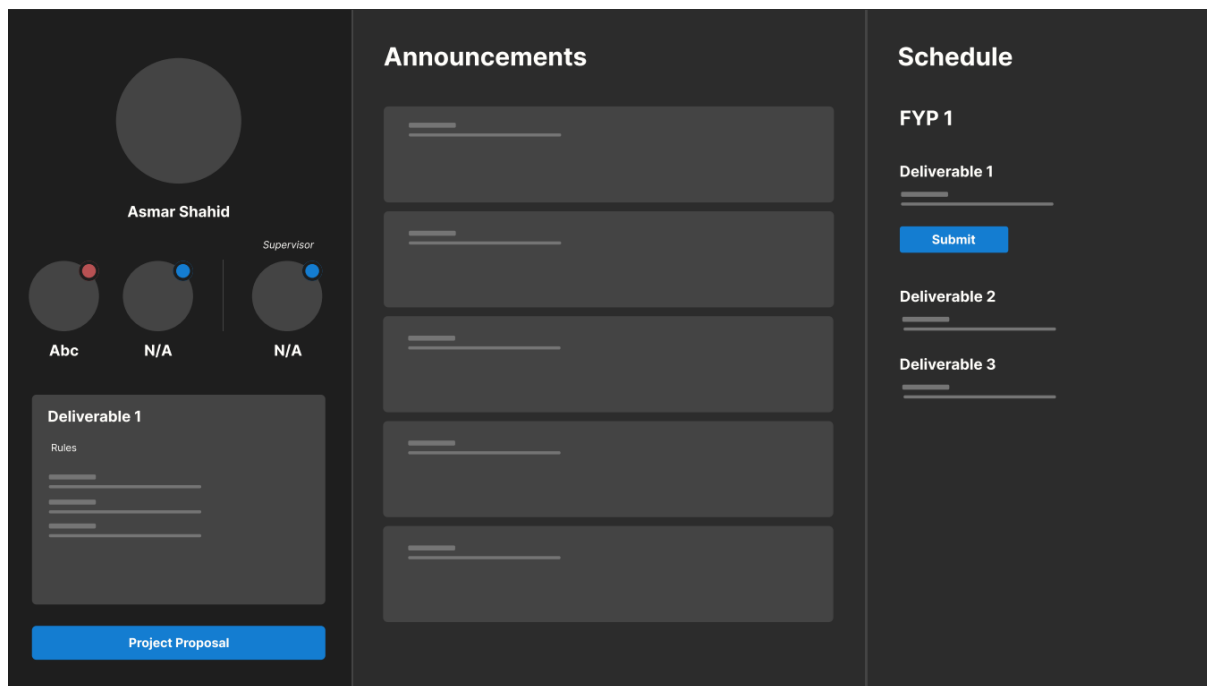 Asmar Shahid
Supervisor
Abc
N/A
N/A
Deliverable 1
Rules
Project Proposal
Announcements
Schedule
FYP 1
Deliverable 1
Submit
Deliverable 2
Deliverable 3